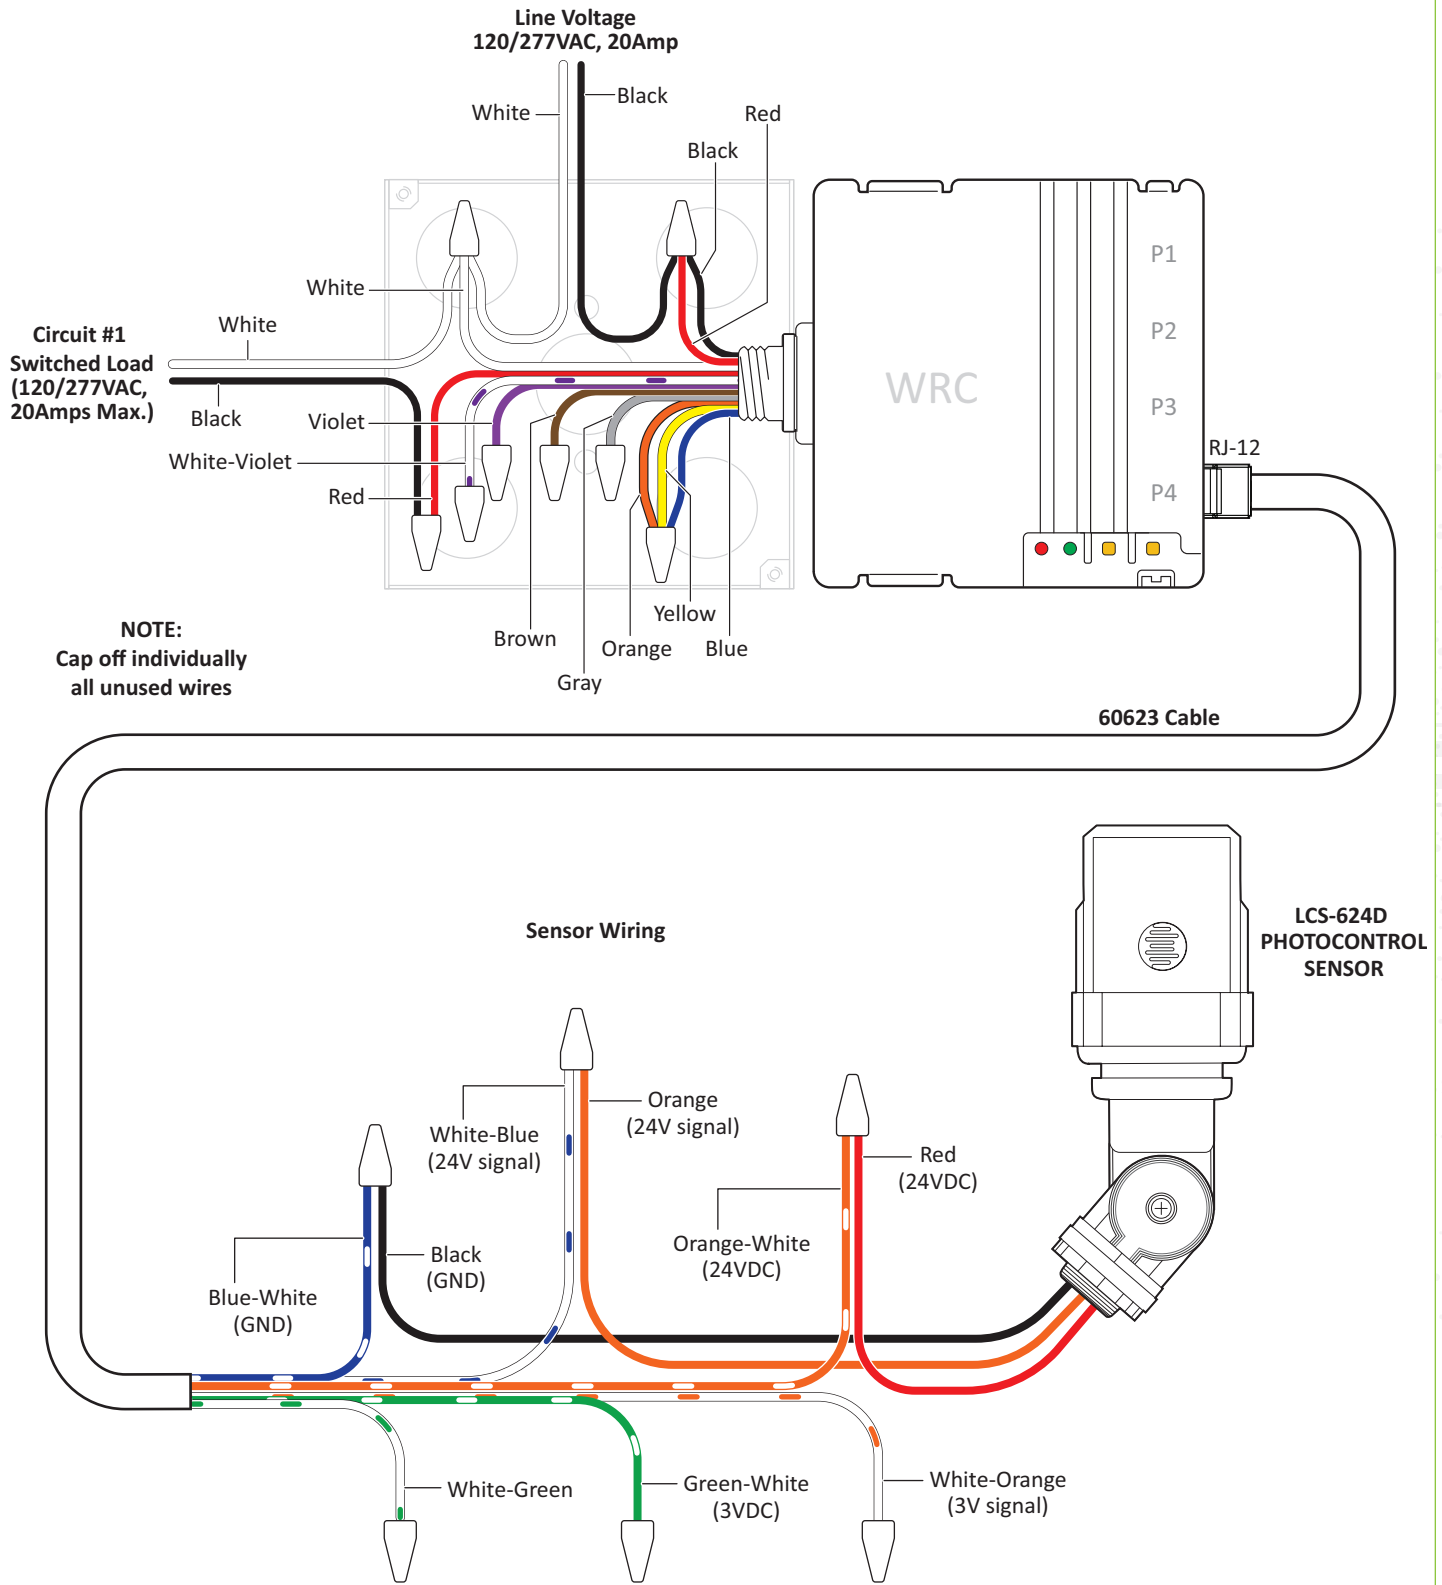 Line Voltage
120/277VAC, 20Amp
White
Black
Red
Black
White
White
Circuit #1
Switched Load
(120/277VAC,
20Amps Max.)
Black
Violet
White-Violet
Red
Brown
Gray
Orange
Yellow
Blue
WRC
P1
P2
P3
P4
RJ-12
NOTE:
Cap off individually
all unused wires
60623 Cable
Sensor Wiring
LCS-624D
PHOTOCONTROL
SENSOR
White-Blue
(24V signal)
Orange
(24V signal)
Red
(24VDC)
Orange-White
(24VDC)
Black
(GND)
Blue-White
(GND)
White-Green
Green-White
(3VDC)
White-Orange
(3V signal)